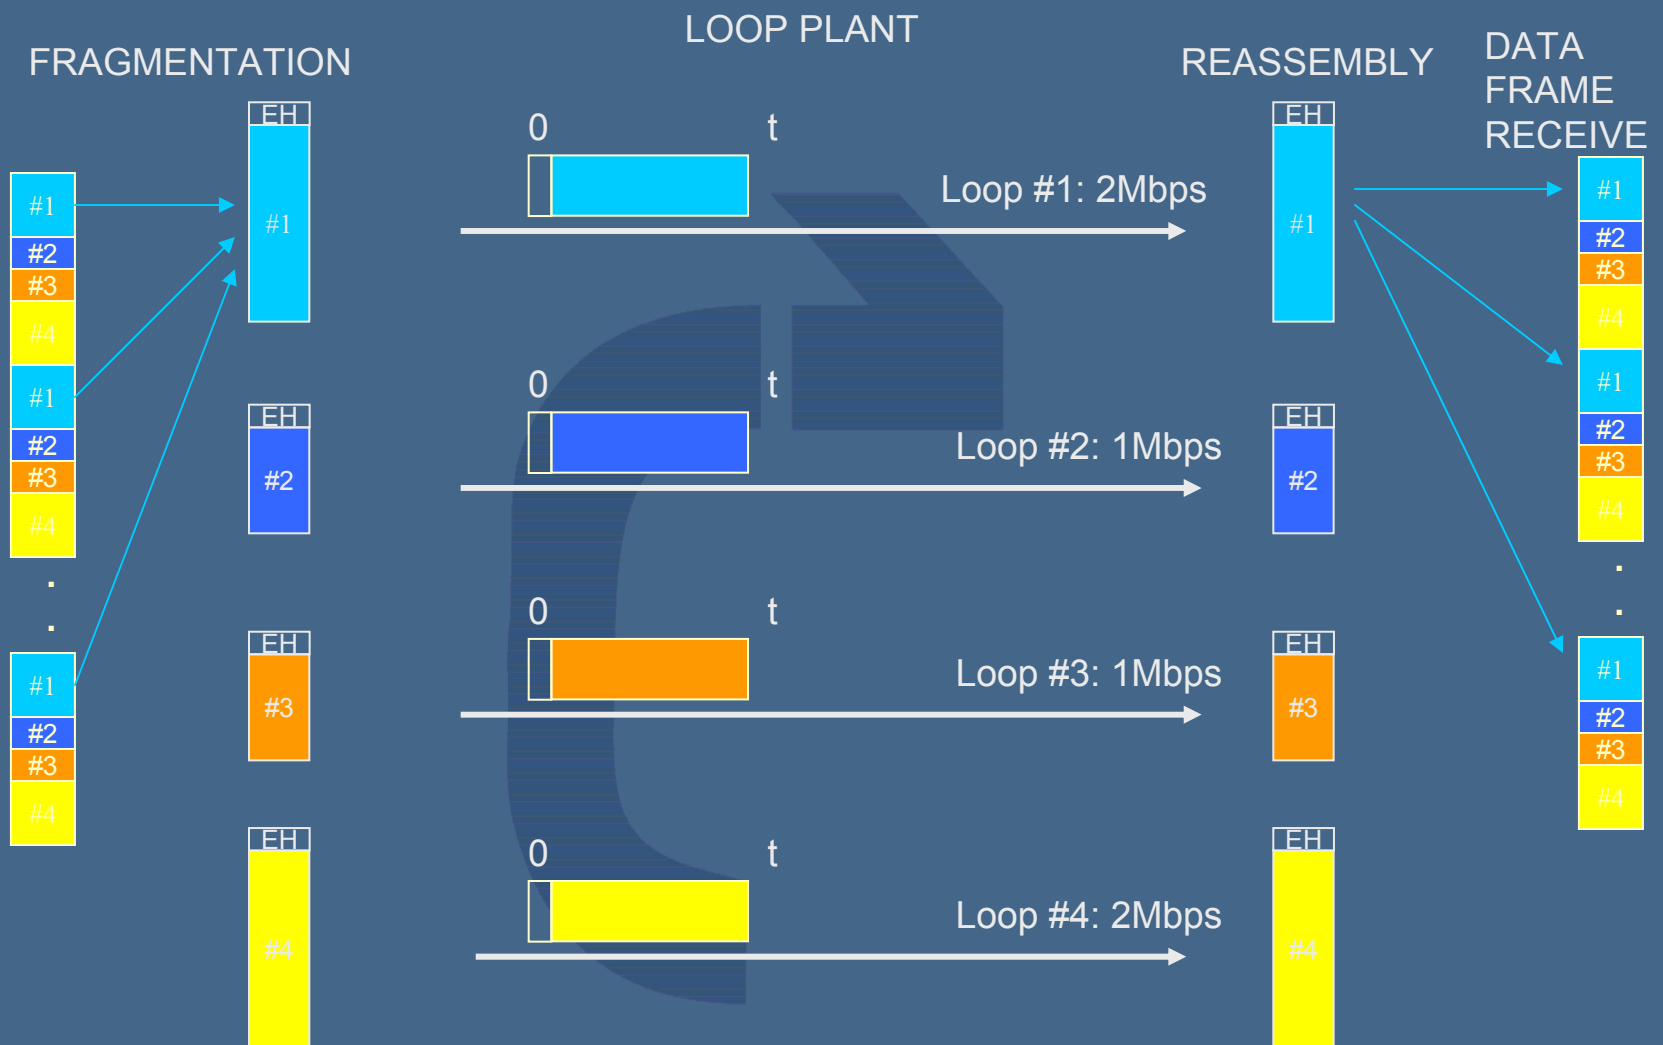 LOOP PLANT
FRAGMENTATION
REASSEMBLY
DATA
FRAME
RECEIVE
#1
#2
#3
#4
#1
#2
#3
#4
.
.
#1
#2
#3
#4
EH
#1
EH
#2
EH
#3
EH
#4
0 t
Loop #1: 2Mbps
0 t
Loop #2: 1Mbps
0 t
Loop #3: 1Mbps
0 t
Loop #4: 2Mbps
EH
#1
EH
#2
EH
#3
EH
#4
#1
#2
#3
#4
#1
#2
#3
#4
.
.
#1
#2
#3
#4